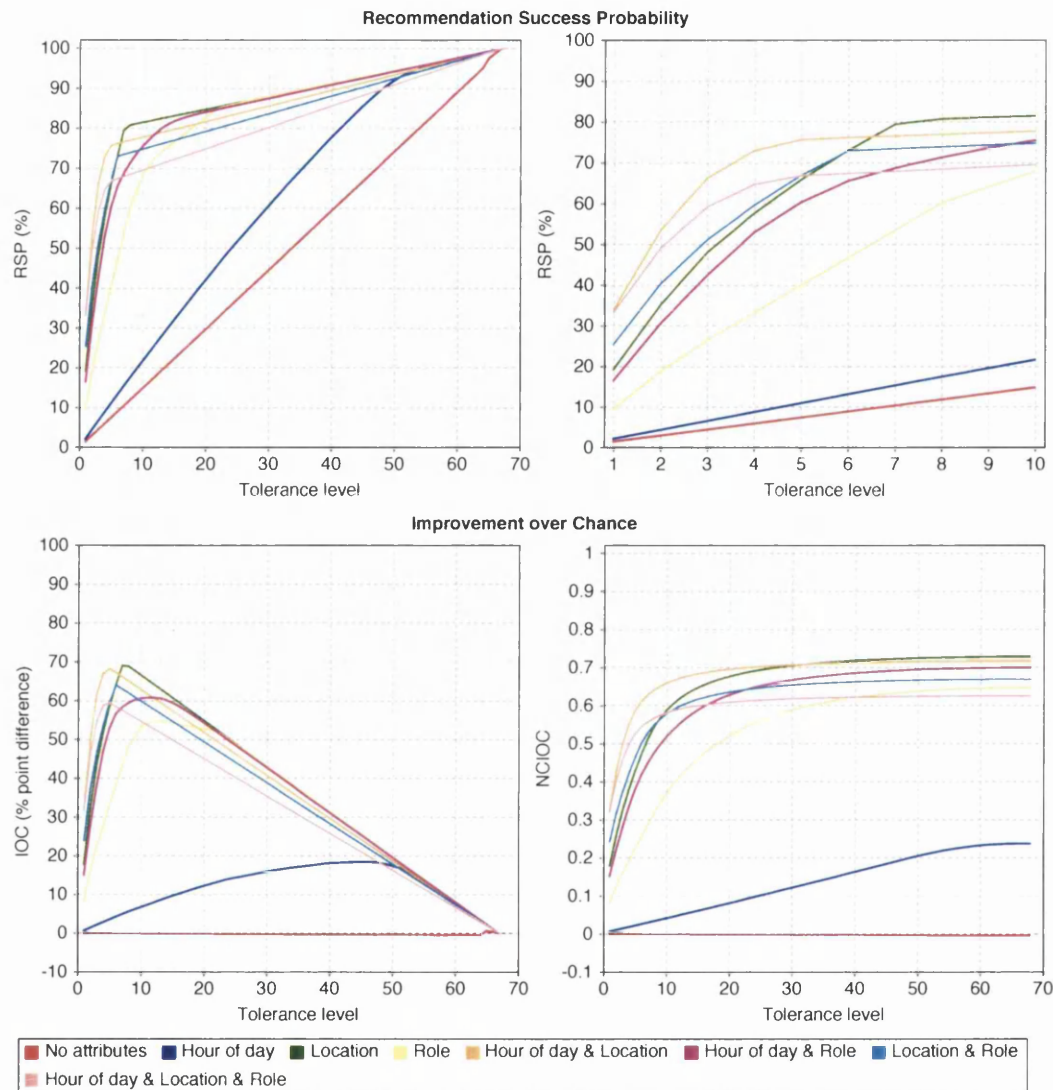 Recommendation Success Probability
RSP (%)
100
90
80
70
60
50
40
30
20
10
0
0 10 20 30 40 50 60 70
Tolerance level
RSP (%)
100
90
80
70
60
50
40
30
20
10
0
1 2 3 4 5 6 7 8 9 10
Tolerance level
Improvement over Chance
IOC (% point difference)
100
90
80
70
60
50
40
30
20
10
0
-10
0 10 20 30 40 50 60 70
Tolerance level
NCIOC
1
0.9
0.8
0.7
0.6
0.5
0.4
0.3
0.2
0.1
0
-0.1
0 10 20 30 40 50 60 70
Tolerance level
No attributes Hour of day Location Role Hour of day & Location Hour of day & Role Location & Role
Hour of day & Location & Role